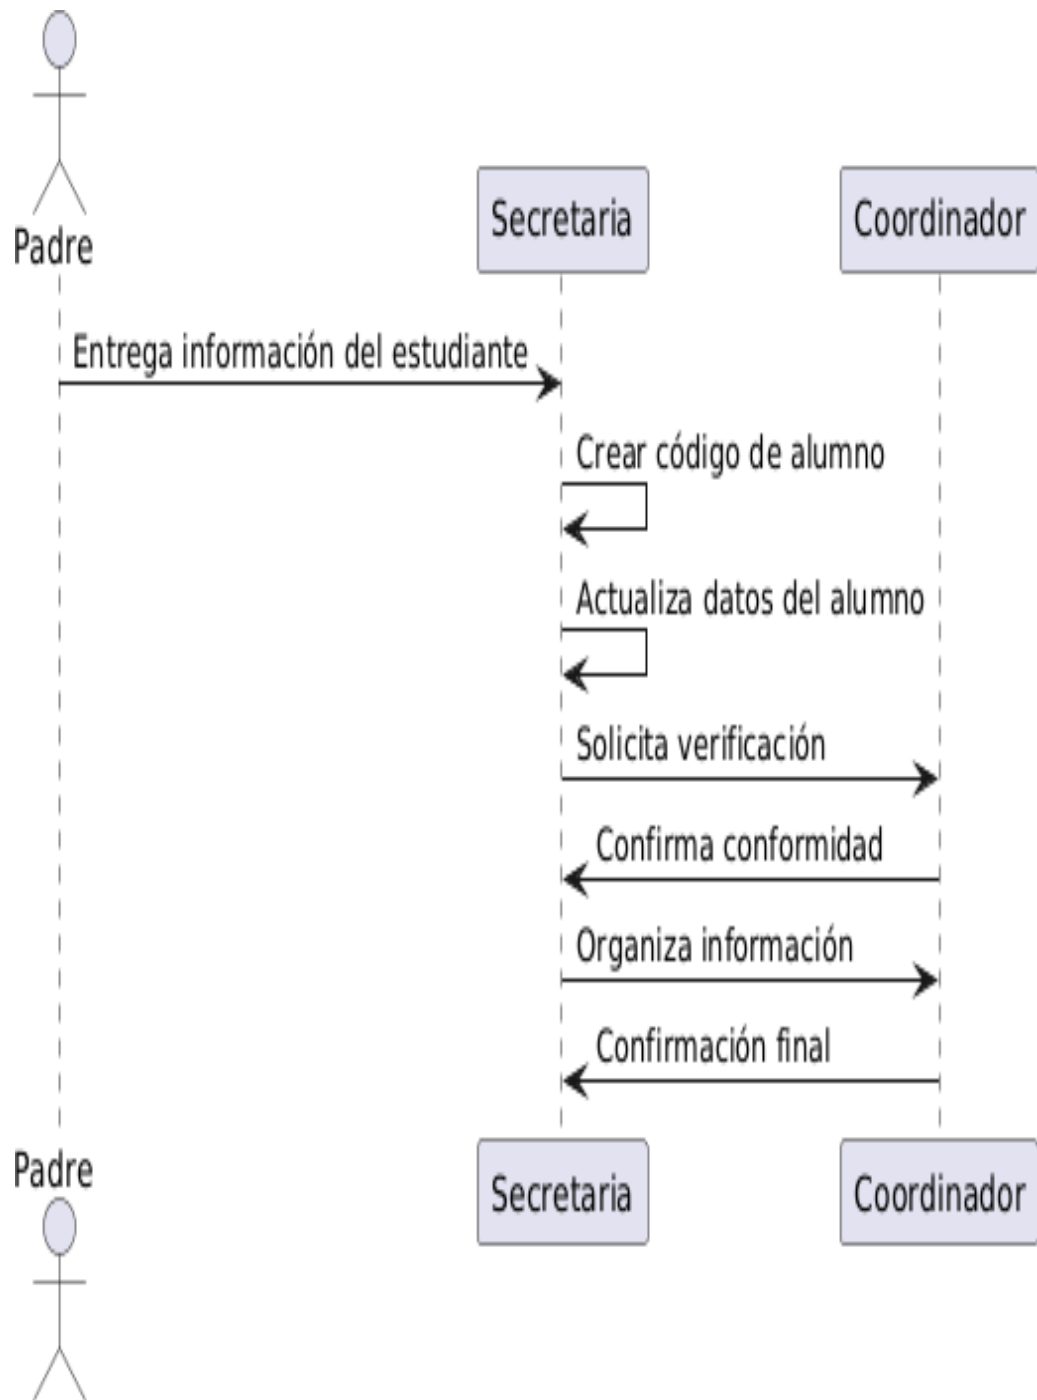 Padre
Secretaria
Coordinador
Entrega información del estudiante
Crear código de alumno
Actualiza datos del alumno
Solicita verificación
Confirma conformidad
Organiza información
Confirmación final
Padre
Secretaria
Coordinador